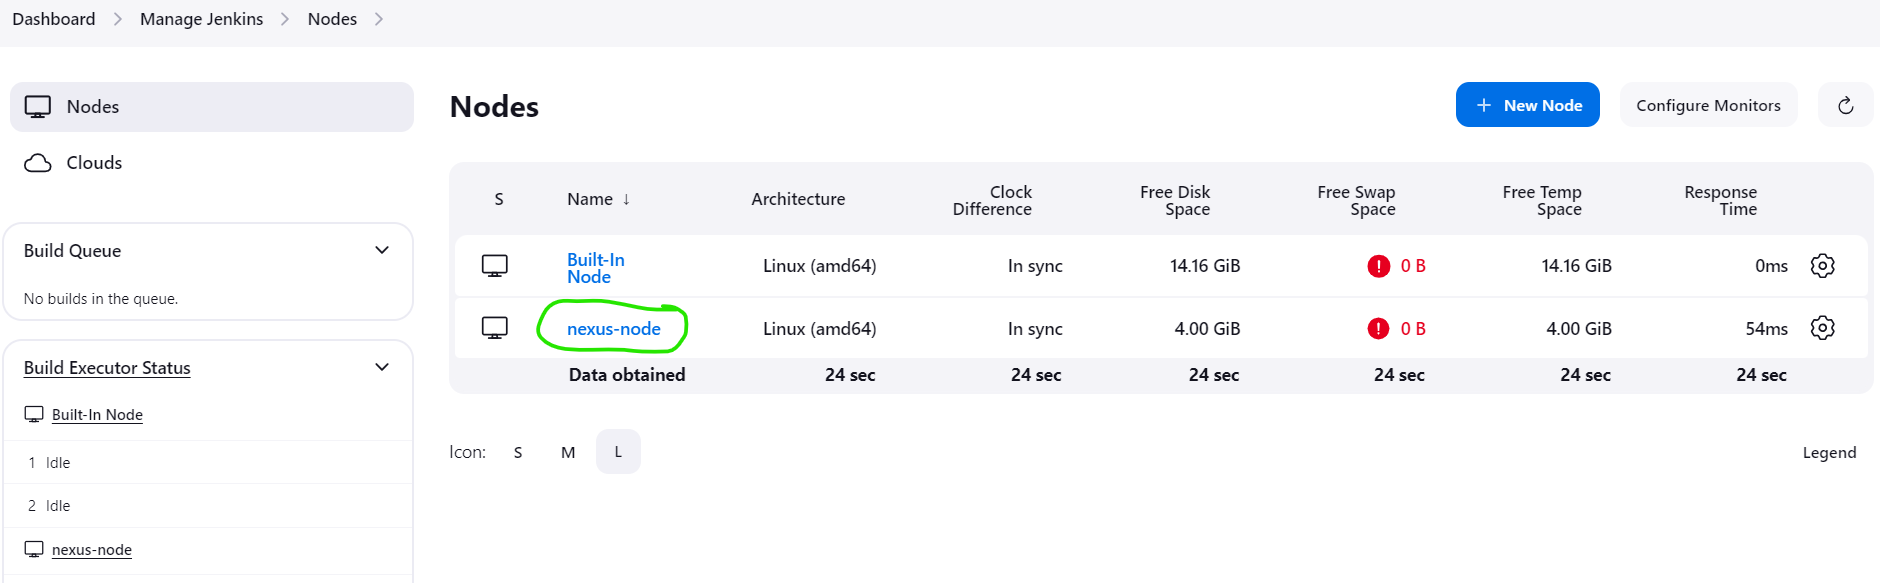 Dashboard > Manage Jenkins > Nodes >
Nodes
Clouds
Build Queue
No builds in the queue.
Build Executor Status
Built-In Node
1 Idle
2 Idle
nexus-node
Nodes
+ New Node
Configure Monitors
S Name ↓ Architecture Clock Difference Free Disk Space Free Swap Space Free Temp Space Response Time
Built-In Node Linux (amd64) In sync 14.16 GiB ! 0 B 14.16 GiB 0ms
nexus-node Linux (amd64) In sync 4.00 GiB ! 0 B 4.00 GiB 54ms
Data obtained 24 sec 24 sec 24 sec 24 sec 24 sec 24 sec
Icon: S M L
Legend